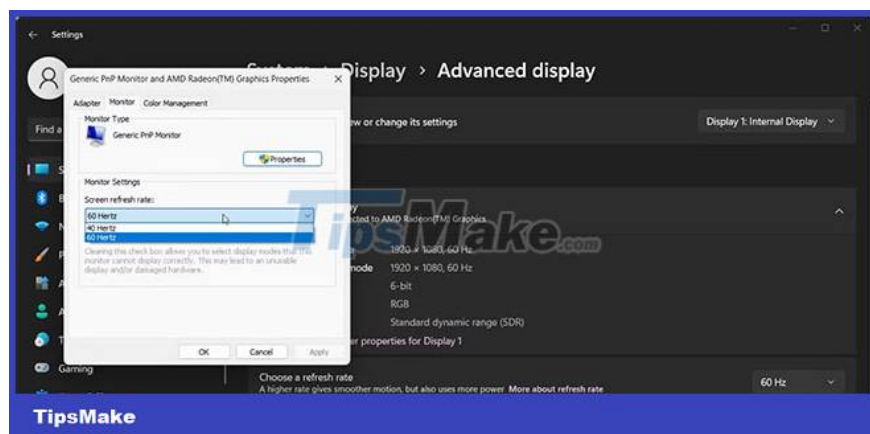 Settings
System > Display > Advanced display
Generic PnP Monitor and AMD Radeon(TM) Graphics Properties
Adapter Monitor Color Management
Monitor Type
Generic PnP Monitor
Properties
Monitor Settings
Screen refresh rate:
60 Hertz
40 Hertz
60 Hertz
Clearing this check box allows you to select display modes that this
monitor cannot display correctly. This may lead to an unusable
display and/or damaged hardware.
OK Cancel Apply
Find a
Gaming
ew or change its settings
Display 1: Internal Display
cted to AMD Radeon(TM) Graphics
1920 × 1080, 60 Hz
mode 1920 × 1080, 60 Hz
6-bit
RGB
Standard dynamic range (SDR)
er properties for Display 1
Choose a refresh rate
A higher rate gives smoother motion, but also uses more power More about refresh rate
60 Hz
TipsMake.com
TipsMake